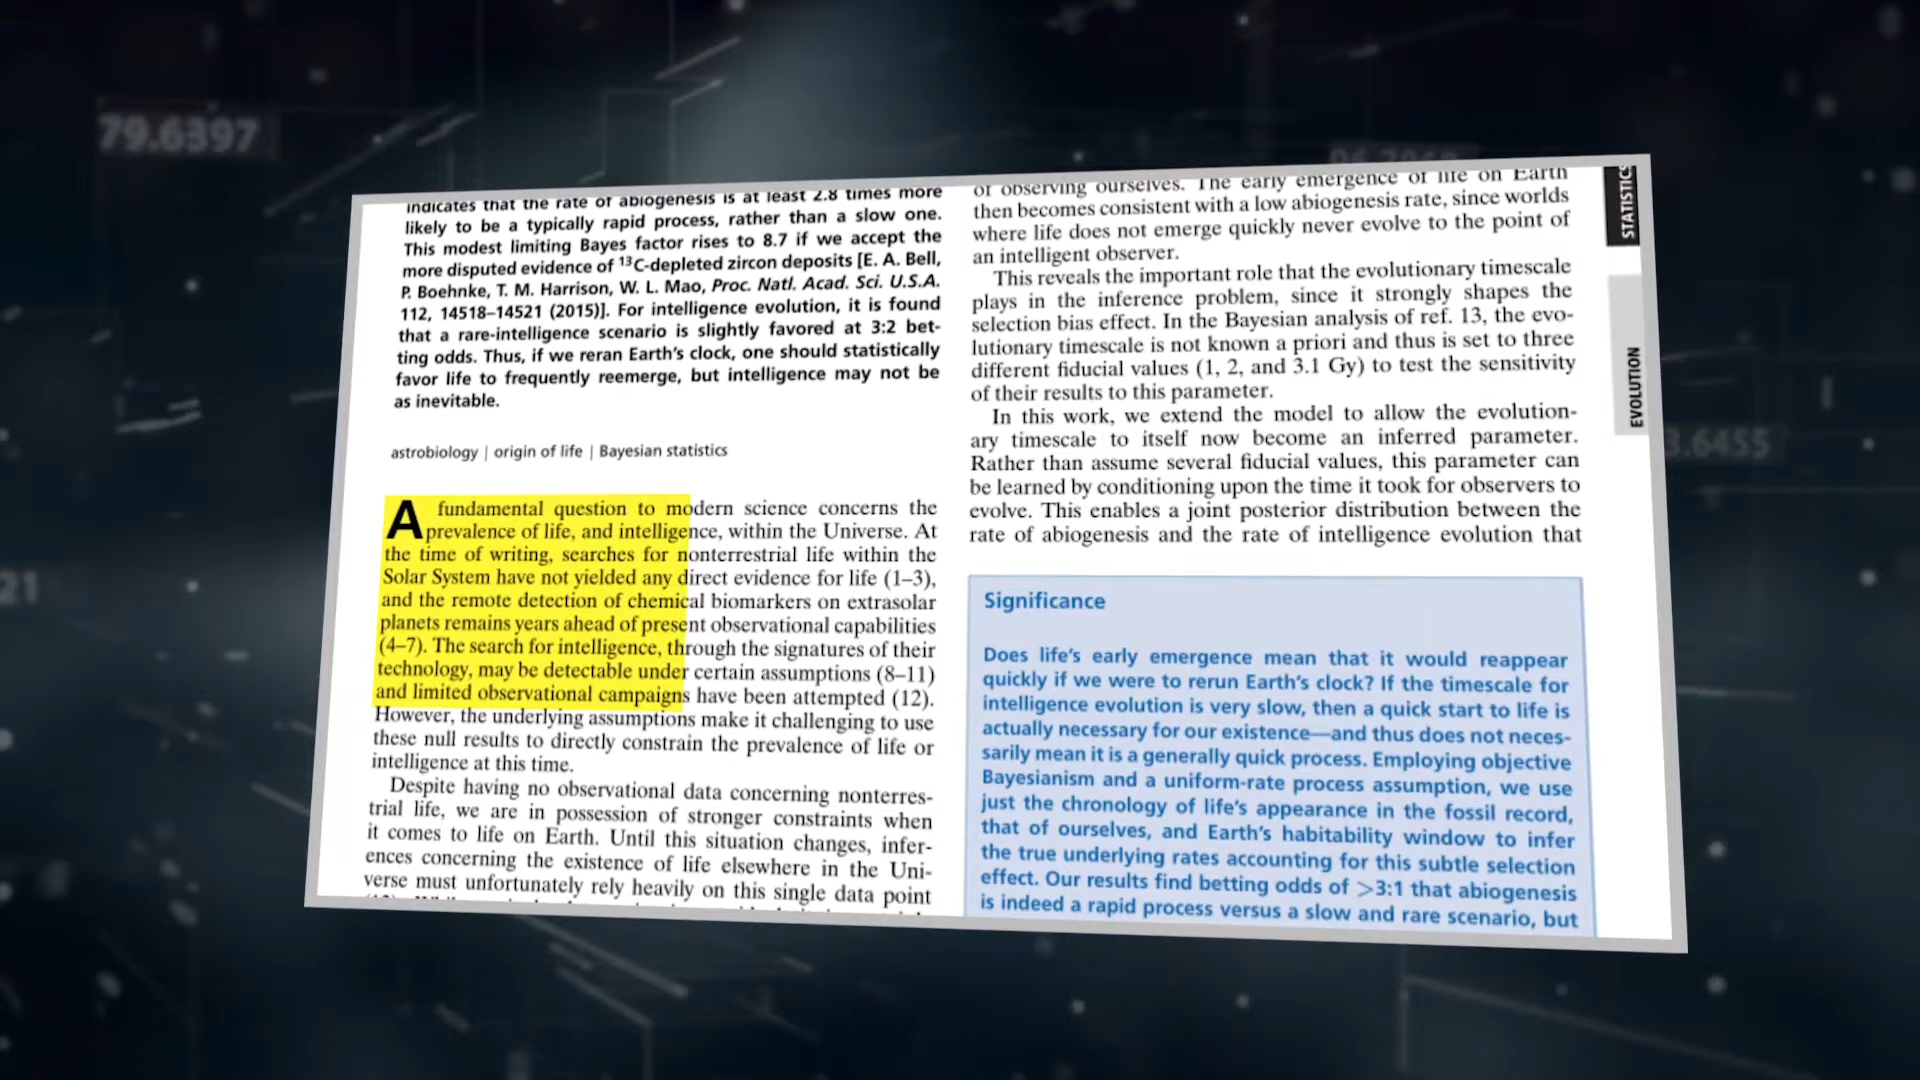 79.6397
indicates that the rate of abiogenesis is at least 2.8 times more
likely to be a typically rapid process, rather than a slow one.
This modest limiting Bayes factor rises to 8.7 if we accept the
more disputed evidence of ¹³C-depleted zircon deposits [E. A. Bell,
P. Boehnke, T. M. Harrison, W. L. Mao, Proc. Natl. Acad. Sci. U.S.A.
112, 14518–14521 (2015)]. For intelligence evolution, it is found
that a rare-intelligence scenario is slightly favored at 3:2 bet-
ting odds. Thus, if we reran Earth's clock, one should statistically
favor life to frequently reemerge, but intelligence may not be
as inevitable.
astrobiology | origin of life | Bayesian statistics
A fundamental question to modern science concerns the
prevalence of life, and intelligence, within the Universe. At
the time of writing, searches for nonterrestrial life within the
Solar System have not yielded any direct evidence for life (1–3),
and the remote detection of chemical biomarkers on extrasolar
planets remains years ahead of present observational capabilities
(4–7). The search for intelligence, through the signatures of their
technology, may be detectable under certain assumptions (8–11)
and limited observational campaigns have been attempted (12).
However, the underlying assumptions make it challenging to use
these null results to directly constrain the prevalence of life or
intelligence at this time.
Despite having no observational data concerning nonterres-
trial life, we are in possession of stronger constraints when
it comes to life on Earth. Until this situation changes, infer-
ences concerning the existence of life elsewhere in the Uni-
verse must unfortunately rely heavily on this single data point
of observing ourselves. The early emergence of life on Earth
then becomes consistent with a low abiogenesis rate, since worlds
where life does not emerge quickly never evolve to the point of
an intelligent observer.
This reveals the important role that the evolutionary timescale
plays in the inference problem, since it strongly shapes the
selection bias effect. In the Bayesian analysis of ref. 13, the evo-
lutionary timescale is not known a priori and thus is set to three
different fiducial values (1, 2, and 3.1 Gy) to test the sensitivity
of their results to this parameter.
In this work, we extend the model to allow the evolution-
ary timescale to itself now become an inferred parameter.
Rather than assume several fiducial values, this parameter can
be learned by conditioning upon the time it took for observers to
evolve. This enables a joint posterior distribution between the
rate of abiogenesis and the rate of intelligence evolution that
Significance
Does life's early emergence mean that it would reappear
quickly if we were to rerun Earth's clock? If the timescale for
intelligence evolution is very slow, then a quick start to life is
actually necessary for our existence—and thus does not neces-
sarily mean it is a generally quick process. Employing objective
Bayesianism and a uniform-rate process assumption, we use
just the chronology of life's appearance in the fossil record,
that of ourselves, and Earth's habitability window to infer
the true underlying rates accounting for this subtle selection
effect. Our results find betting odds of >3:1 that abiogenesis
is indeed a rapid process versus a slow and rare scenario, but
STATISTICS
EVOLUTION
3.6455
21